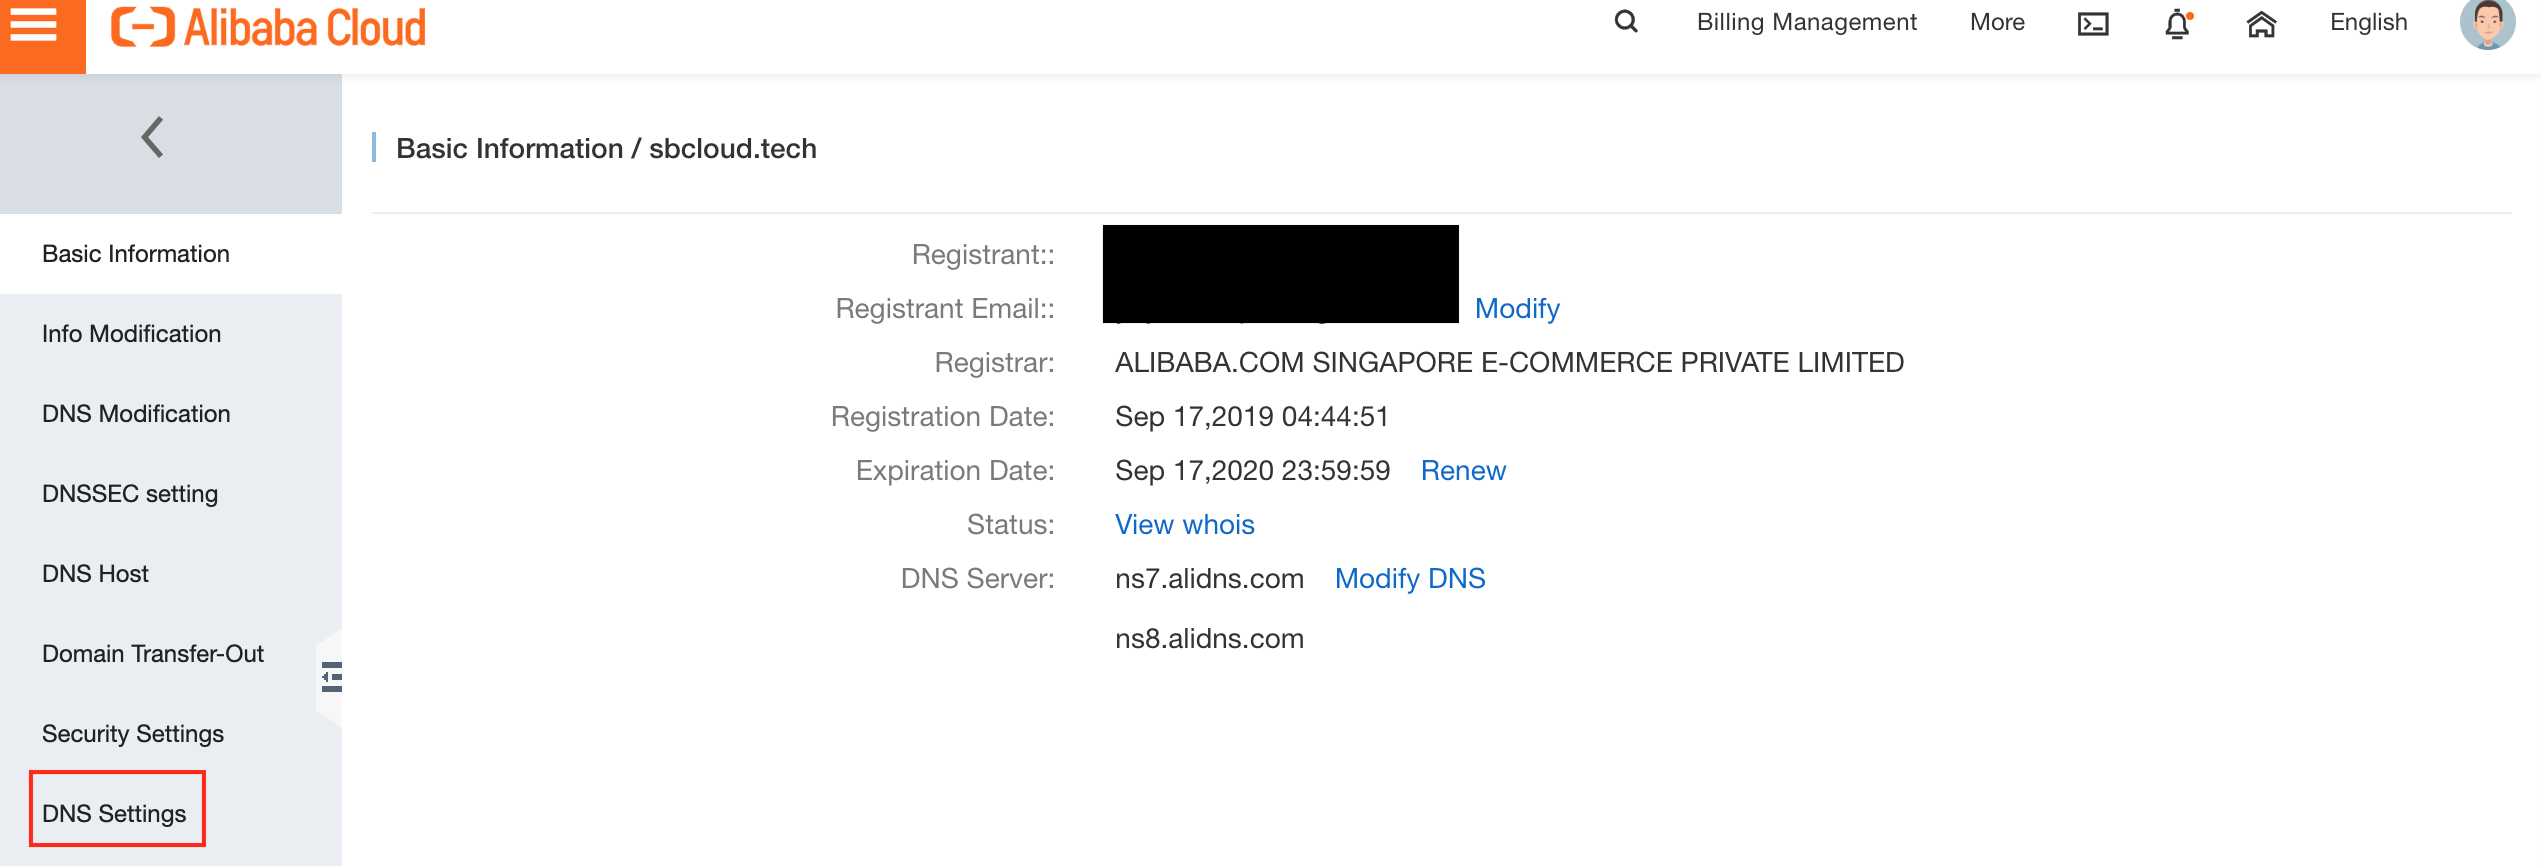 Alibaba Cloud
Billing Management
More
English
Basic Information / sbcloud.tech
Basic Information
Info Modification
DNS Modification
DNSSEC setting
DNS Host
Domain Transfer-Out
Security Settings
DNS Settings
Registrant::
Registrant Email:: Modify
Registrar: ALIBABA.COM SINGAPORE E-COMMERCE PRIVATE LIMITED
Registration Date: Sep 17,2019 04:44:51
Expiration Date: Sep 17,2020 23:59:59 Renew
Status: View whois
DNS Server: ns7.alidns.com Modify DNS
ns8.alidns.com